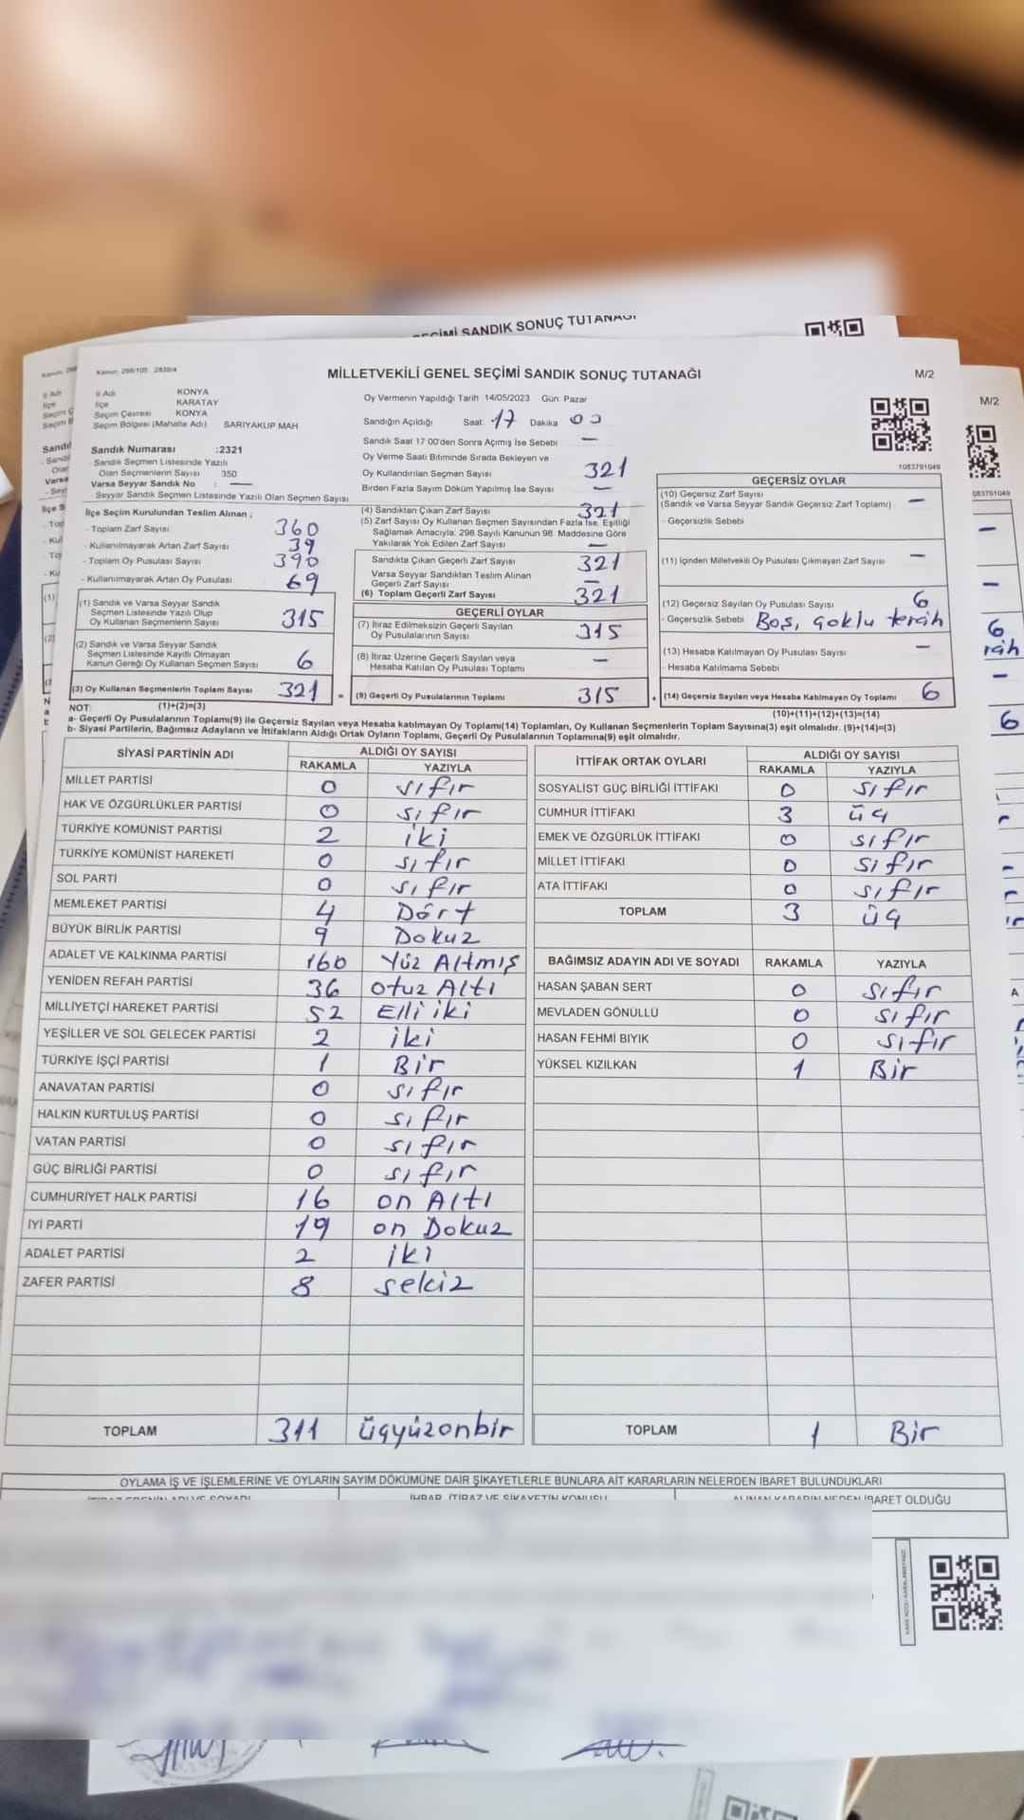 SEÇİMİ SANDIK SONUÇ TUTANAĞI
Kanun: 298/105 2839/4
MİLLETVEKİLİ GENEL SEÇİMİ SANDIK SONUÇ TUTANAĞI
M/2
İl Adı KONYA
İlçe KARATAY
Seçim Çevresi KONYA
Seçim Bölgesi (Mahalle Adı) SARIYAKUP MAH
Sandık Numarası :2321
Sandık Seçmen Listesinde Yazılı
Olan Seçmenlerin Sayısı 350
Varsa Seyyar Sandık No : —
Seyyar Sandık Seçmen Listesinde Yazılı Olan Seçmen Sayısı
Oy Vermenin Yapıldığı Tarih 14/05/2023 Gün: Pazar
Sandığın Açıldığı Saat: 17 Dakika 00
Sandık Saat 17:00'den Sonra Açmış İse Sebebi —
Oy Verme Saati Bitiminde Sırada Bekleyen ve
Oy Kullandırılan Seçmen Sayısı 321
Birden Fazla Sayım Döküm Yapılmış İse Sayısı —
1083791049
İlçe Seçim Kurulundan Teslim Alınan :
- Toplam Zarf Sayısı 360
- Kullanılmayarak Artan Zarf Sayısı 39
- Toplam Oy Pusulası Sayısı 390
- Kullanılmayarak Artan Oy Pusulası 69
(1) Sandık ve Varsa Seyyar Sandık
Seçmen Listesinde Yazılı Olup
Oy Kullanan Seçmenlerin Sayısı 315
(2) Sandık ve Varsa Seyyar Sandık
Seçmen Listesinde Kayıtlı Olmayan
Kanun Gereği Oy Kullanan Seçmen Sayısı 6
(3) Oy Kullanan Seçmenlerin Toplam Sayısı 321
(1)+(2)=(3)
(4) Sandıktan Çıkan Zarf Sayısı 321
(5) Zarf Sayısı Oy Kullanan Seçmen Sayısından Fazla İse, Eşitliği
Sağlamak Amacıyla; 298 Sayılı Kanunun 98. Maddesine Göre
Yakılarak Yok Edilen Zarf Sayısı —
Sandıkta Çıkan Geçerli Zarf Sayısı 321
Varsa Seyyar Sandıktan Teslim Alınan
Geçerli Zarf Sayısı —
(6) Toplam Geçerli Zarf Sayısı 321
GEÇERLİ OYLAR
(7) İtiraz Edilmeksizin Geçerli Sayılan
Oy Pusulalarının Sayısı 315
(8) İtiraz Üzerine Geçerli Sayılan veya
Hesaba Katılan Oy Pusulası Toplamı —
= (9) Geçerli Oy Pusulalarının Toplamı 315
GEÇERSİZ OYLAR
(10) Geçersiz Zarf Sayısı
(Sandık ve Varsa Seyyar Sandık Geçersiz Zarf Toplamı) —
- Geçersizlik Sebebi
(11) İçinden Milletvekili Oy Pusulası Çıkmayan Zarf Sayısı —
(12) Geçersiz Sayılan Oy Pusulası Sayısı 6
- Geçersizlik Sebebi Boş, çoklu tercih
(13) Hesaba Katılmayan Oy Pusulası Sayısı —
- Hesaba Katılmama Sebebi
+ (14) Geçersiz Sayılan veya Hesaba Katılmayan Oy Toplamı 6
(10)+(11)+(12)+(13)=(14)
NOT:
a- Geçerli Oy Pusulalarının Toplamı(9) ile Geçersiz Sayılan veya Hesaba katılmayan Oy Toplamı(14) Toplamları, Oy Kullanan Seçmenlerin Toplam Sayısına(3) eşit olmalıdır. (9)+(14)=(3)
b- Siyasi Partilerin, Bağımsız Adayların ve İttifakların Aldığı Ortak Oyların Toplamı, Geçerli Oy Pusulalarının Toplamına(9) eşit olmalıdır.
SİYASİ PARTİNİN ADI ALDIĞI OY SAYISI
RAKAMLA YAZIYLA
MİLLET PARTİSİ 0 sıfır
HAK VE ÖZGÜRLÜKLER PARTİSİ 0 sıfır
TÜRKİYE KOMÜNİST PARTİSİ 2 iki
TÜRKİYE KOMÜNİST HAREKETİ 0 sıfır
SOL PARTİ 0 sıfır
MEMLEKET PARTİSİ 4 Dört
BÜYÜK BİRLİK PARTİSİ 9 Dokuz
ADALET VE KALKINMA PARTİSİ 160 Yüz Altmış
YENİDEN REFAH PARTİSİ 36 otuz Altı
MİLLİYETÇİ HAREKET PARTİSİ 52 Elli iki
YEŞİLLER VE SOL GELECEK PARTİSİ 2 iki
TÜRKİYE İŞÇİ PARTİSİ 1 Bir
ANAVATAN PARTİSİ 0 sıfır
HALKIN KURTULUŞ PARTİSİ 0 sıfır
VATAN PARTİSİ 0 sıfır
GÜÇ BİRLİĞİ PARTİSİ 0 sıfır
CUMHURİYET HALK PARTİSİ 16 on Altı
İYİ PARTİ 19 on Dokuz
ADALET PARTİSİ 2 iki
ZAFER PARTİSİ 8 sekiz
TOPLAM 311 üçyüzonbir
İTTİFAK ORTAK OYLARI ALDIĞI OY SAYISI
RAKAMLA YAZIYLA
SOSYALİST GÜÇ BİRLİĞİ İTTİFAKI 0 sıfır
CUMHUR İTTİFAKI 3 üç
EMEK VE ÖZGÜRLÜK İTTİFAKI 0 sıfır
MİLLET İTTİFAKI 0 sıfır
ATA İTTİFAKI 0 sıfır
TOPLAM 3 üç
BAĞIMSIZ ADAYIN ADI VE SOYADI RAKAMLA YAZIYLA
HASAN ŞABAN SERT 0 sıfır
MEVLADEN GÖNÜLLÜ 0 sıfır
HASAN FEHMİ BIYIK 0 sıfır
YÜKSEL KIZILKAN 1 Bir
TOPLAM 1 Bir
OYLAMA İŞ VE İŞLEMLERİNE VE OYLARIN SAYIM DÖKÜMÜNE DAİR ŞİKAYETLERLE BUNLARA AİT KARARLARIN NELERDEN İBARET BULUNDUKLARI
İHBAR, İTİRAZ VE ŞİKAYETİN KONUSU ALINAN KARARIN NEDEN İBARET OLDUĞU
M/2
083791049
6
6